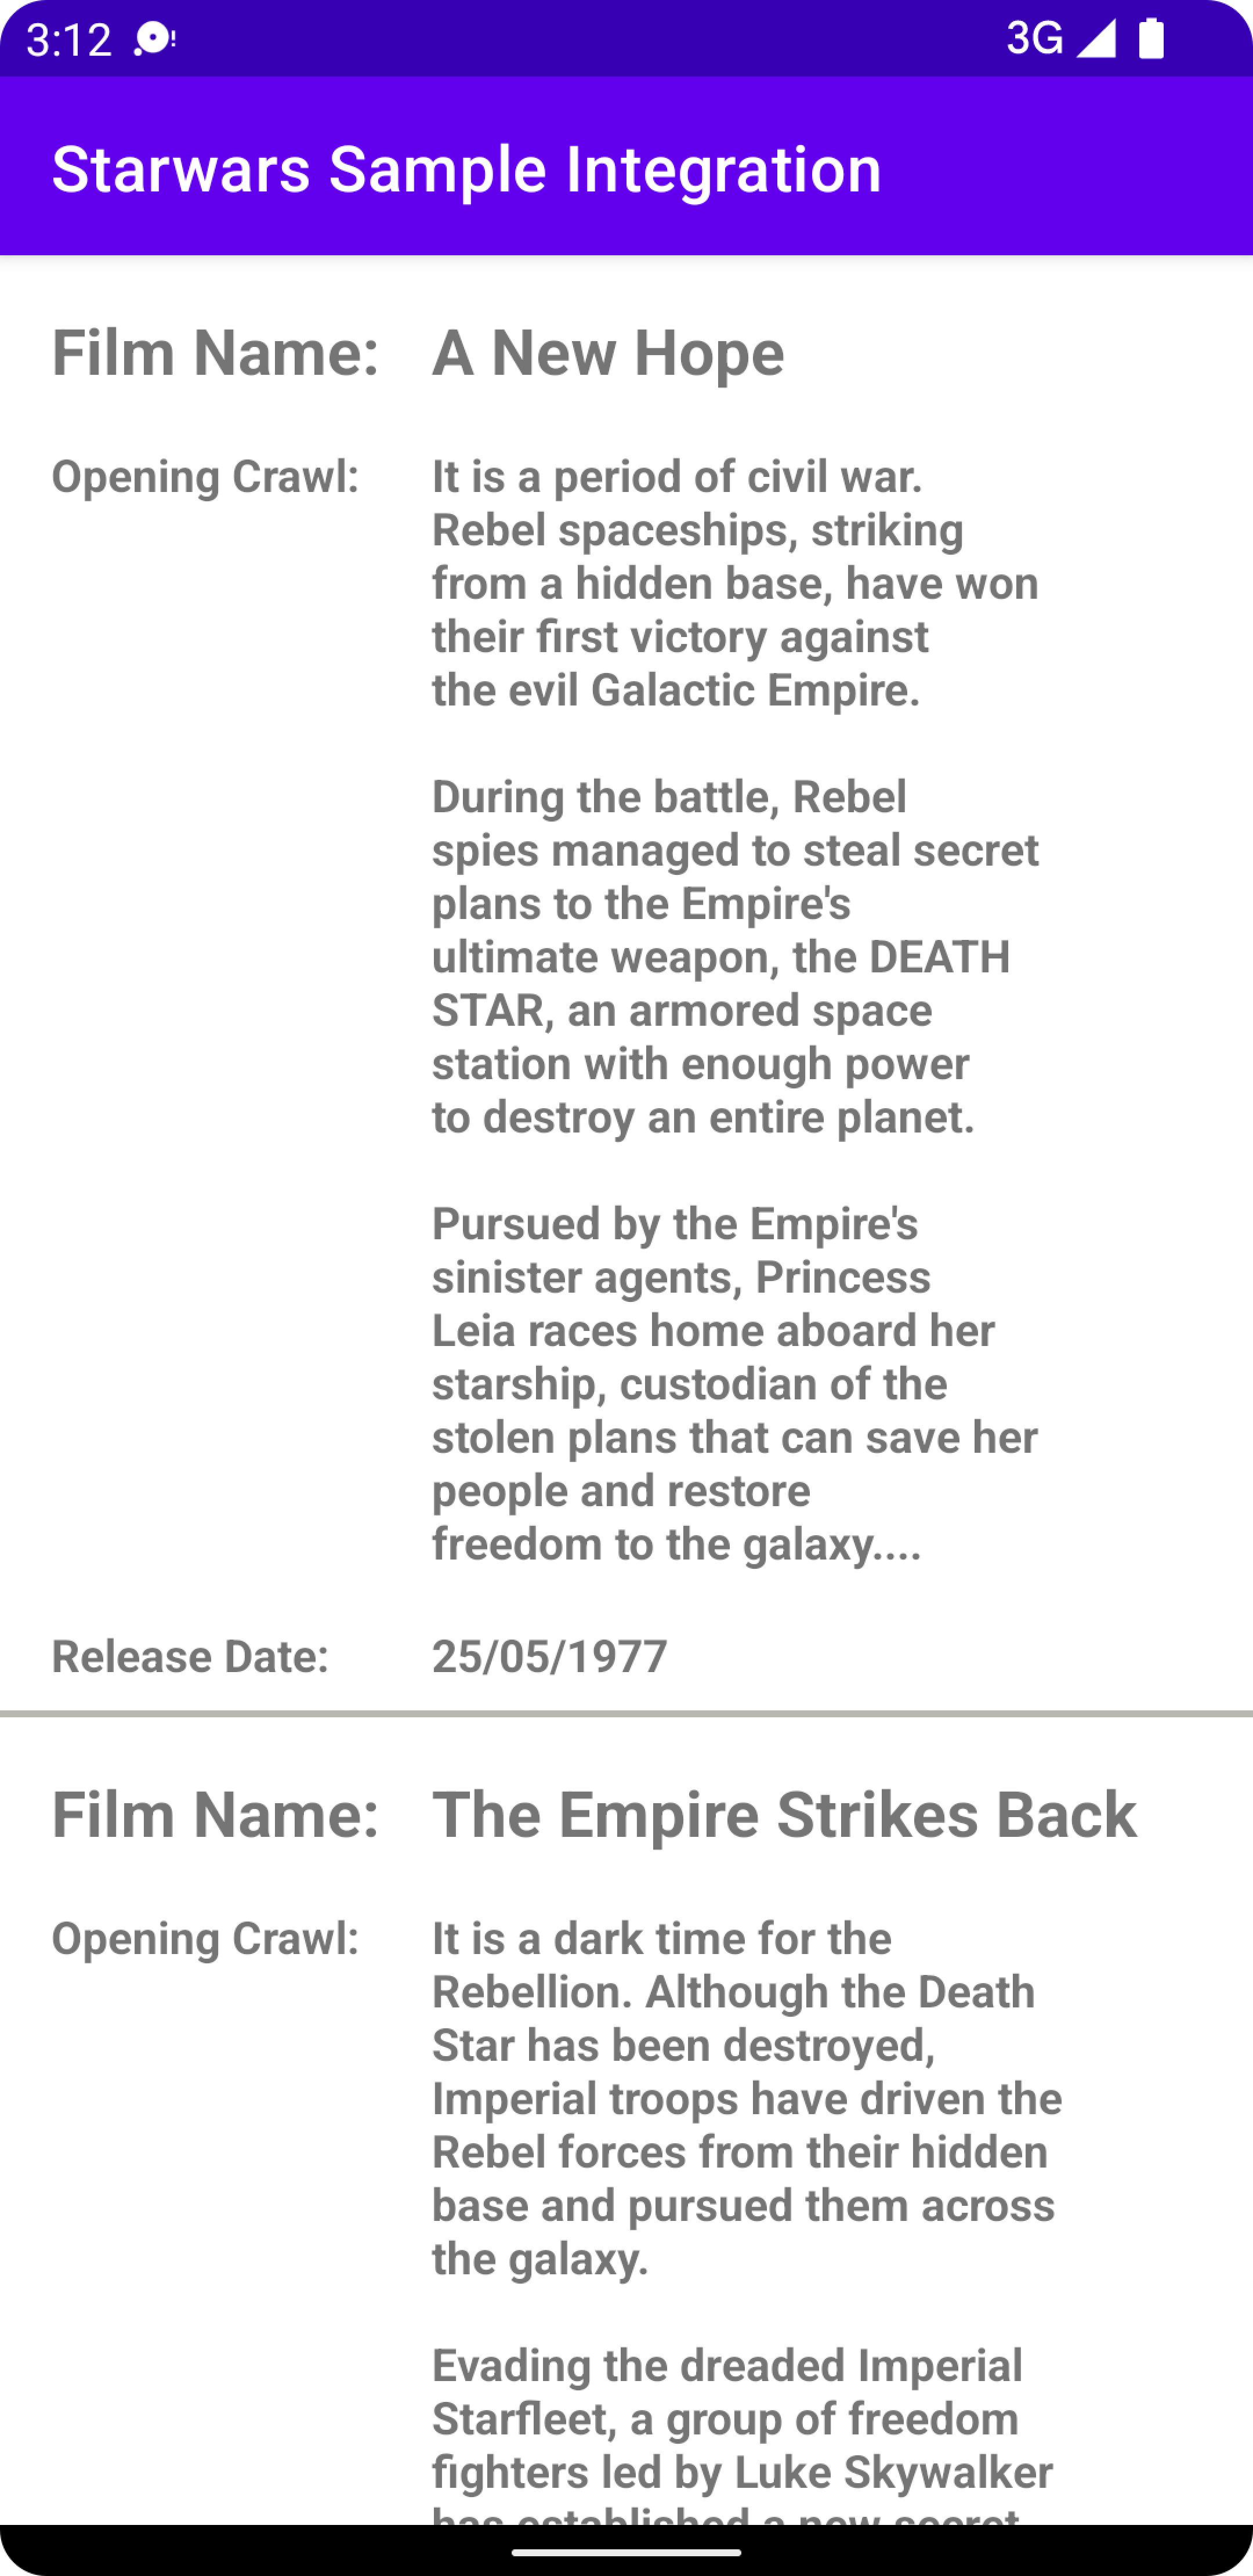 3:12 3G
Starwars Sample Integration
Film Name: A New Hope
Opening Crawl: It is a period of civil war.
Rebel spaceships, striking
from a hidden base, have won
their first victory against
the evil Galactic Empire.
During the battle, Rebel
spies managed to steal secret
plans to the Empire's
ultimate weapon, the DEATH
STAR, an armored space
station with enough power
to destroy an entire planet.
Pursued by the Empire's
sinister agents, Princess
Leia races home aboard her
starship, custodian of the
stolen plans that can save her
people and restore
freedom to the galaxy....
Release Date: 25/05/1977
Film Name: The Empire Strikes Back
Opening Crawl: It is a dark time for the
Rebellion. Although the Death
Star has been destroyed,
Imperial troops have driven the
Rebel forces from their hidden
base and pursued them across
the galaxy.
Evading the dreaded Imperial
Starfleet, a group of freedom
fighters led by Luke Skywalker
has established a new secret